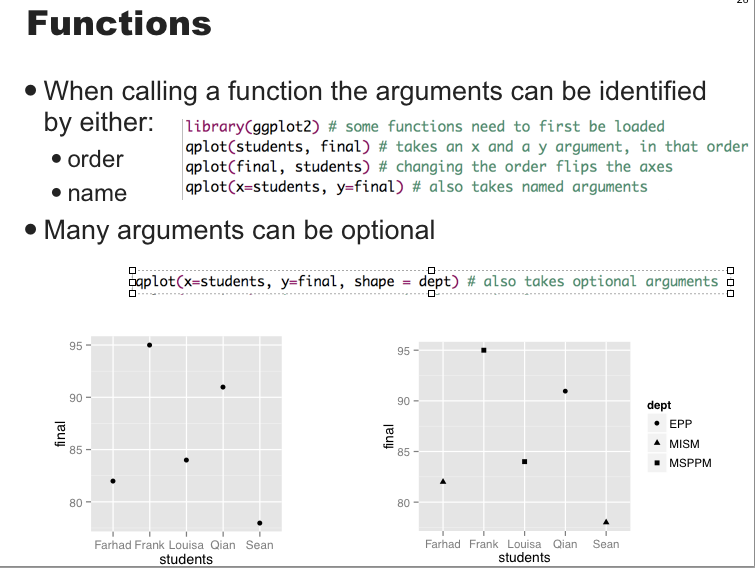 Functions
• When calling a function the arguments can be identified
by either:
• order
• name
library(ggplot2) # some functions need to first be loaded
qplot(students, final) # takes an x and a y argument, in that order
qplot(final, students) # changing the order flips the axes
qplot(x=students, y=final) # also takes named arguments
• Many arguments can be optional
qplot(x=students, y=final, shape = dept) # also takes optional arguments
95
90
85
80
final
Farhad Frank Louisa Qian Sean
students
95
90
85
80
final
Farhad Frank Louisa Qian Sean
students
dept
EPP
MISM
MSPPM